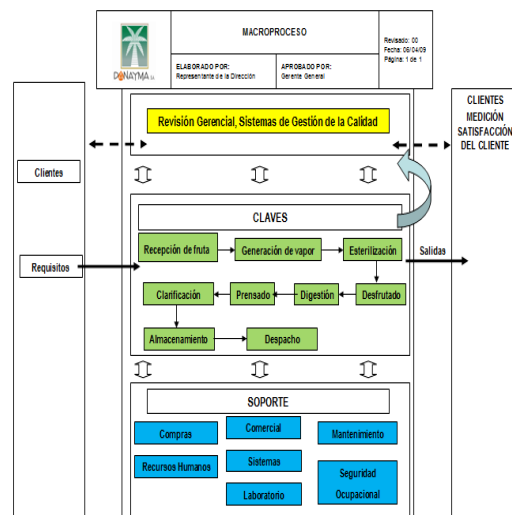 MACROPROCESO
Revisado: 00
Fecha: 06/04/09
Página: 1 de 1
DONAYMA S.A.
ELABORADO POR:
Representante de la Dirección
APROBADO POR:
Gerente General
CLIENTES
MEDICIÓN
SATISFACCIÓN
DEL CLIENTE
Revisión Gerencial, Sistemas de Gestión de la Calidad
Clientes
CLAVES
Recepción de fruta
Generación de vapor
Esterilización
Salidas
Requisitos
Clarificación
Prensado
Digestión
Desfrutado
Almacenamiento
Despacho
SOPORTE
Compras
Comercial
Mantenimiento
Recursos Humanos
Sistemas
Seguridad
Ocupacional
Laboratorio